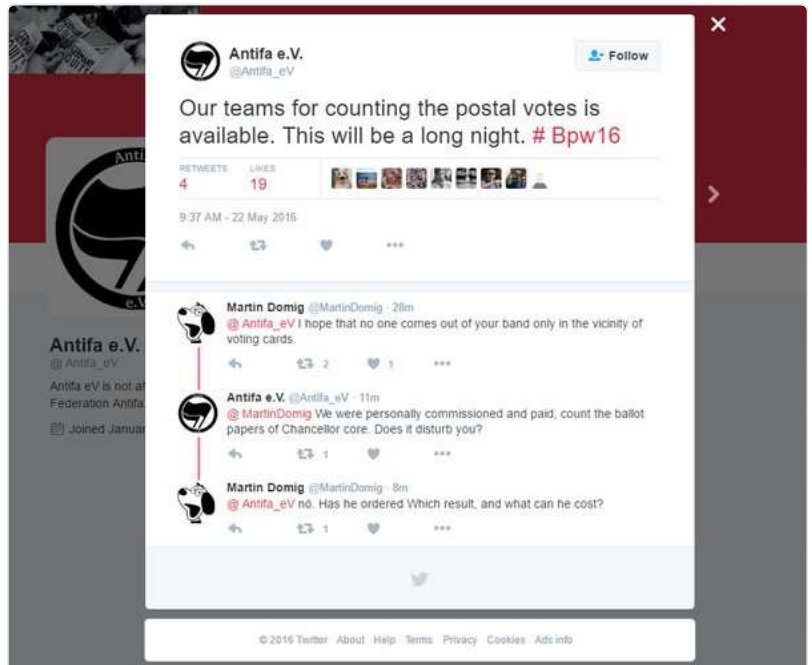 Antifa e.V.
@Antifa_eV
Follow
Our teams for counting the postal votes is
available. This will be a long night. # Bpw16
RETWEETS LIKES
4 19
9:37 AM - 22 May 2016
Martin Domig @MartinDomig · 28m
@ Antifa_eV I hope that no one comes out of your band only in the vicinity of
voting cards.
2 1
Antifa e.V. @Antifa_eV · 11m
@ MartinDomig We were personally commissioned and paid, count the ballot
papers of Chancellor core. Does it disturb you?
1
Martin Domig @MartinDomig · 8m
@ Antifa_eV nö. Has he ordered Which result, and what can he cost?
1
Anti
e.V
Antifa e.V.
@ Antifa_eV
Antifa eV is not af
Federation Antifa
Joined Januar
© 2016 Twitter About Help Terms Privacy Cookies Ads info